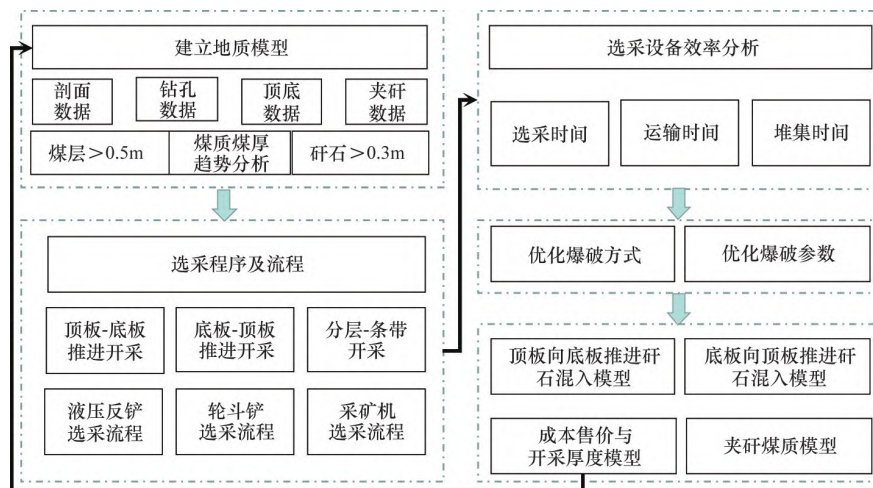 建立地质模型
剖面
数据
钻孔
数据
顶底
数据
夹矸
数据
煤层＞0.5m
煤质煤厚
趋势分析
矸石＞0.3m
选采程序及流程
顶板-底板
推进开采
底板-顶板
推进开采
分层-条带
开采
液压反铲
选采流程
轮斗铲
选采流程
采矿机
选采流程
选采设备效率分析
选采时间
运输时间
堆集时间
优化爆破方式
优化爆破参数
顶板向底板推进矸
石混入模型
底板向顶板推进矸
石混入模型
成本售价与
开采厚度模型
夹矸煤质模型